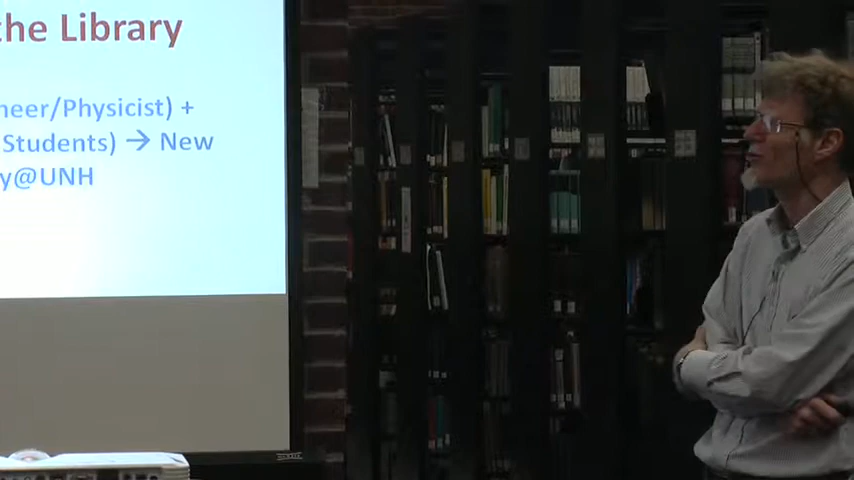 the Library
neer/Physicist) +
Students) → New
y@UNH